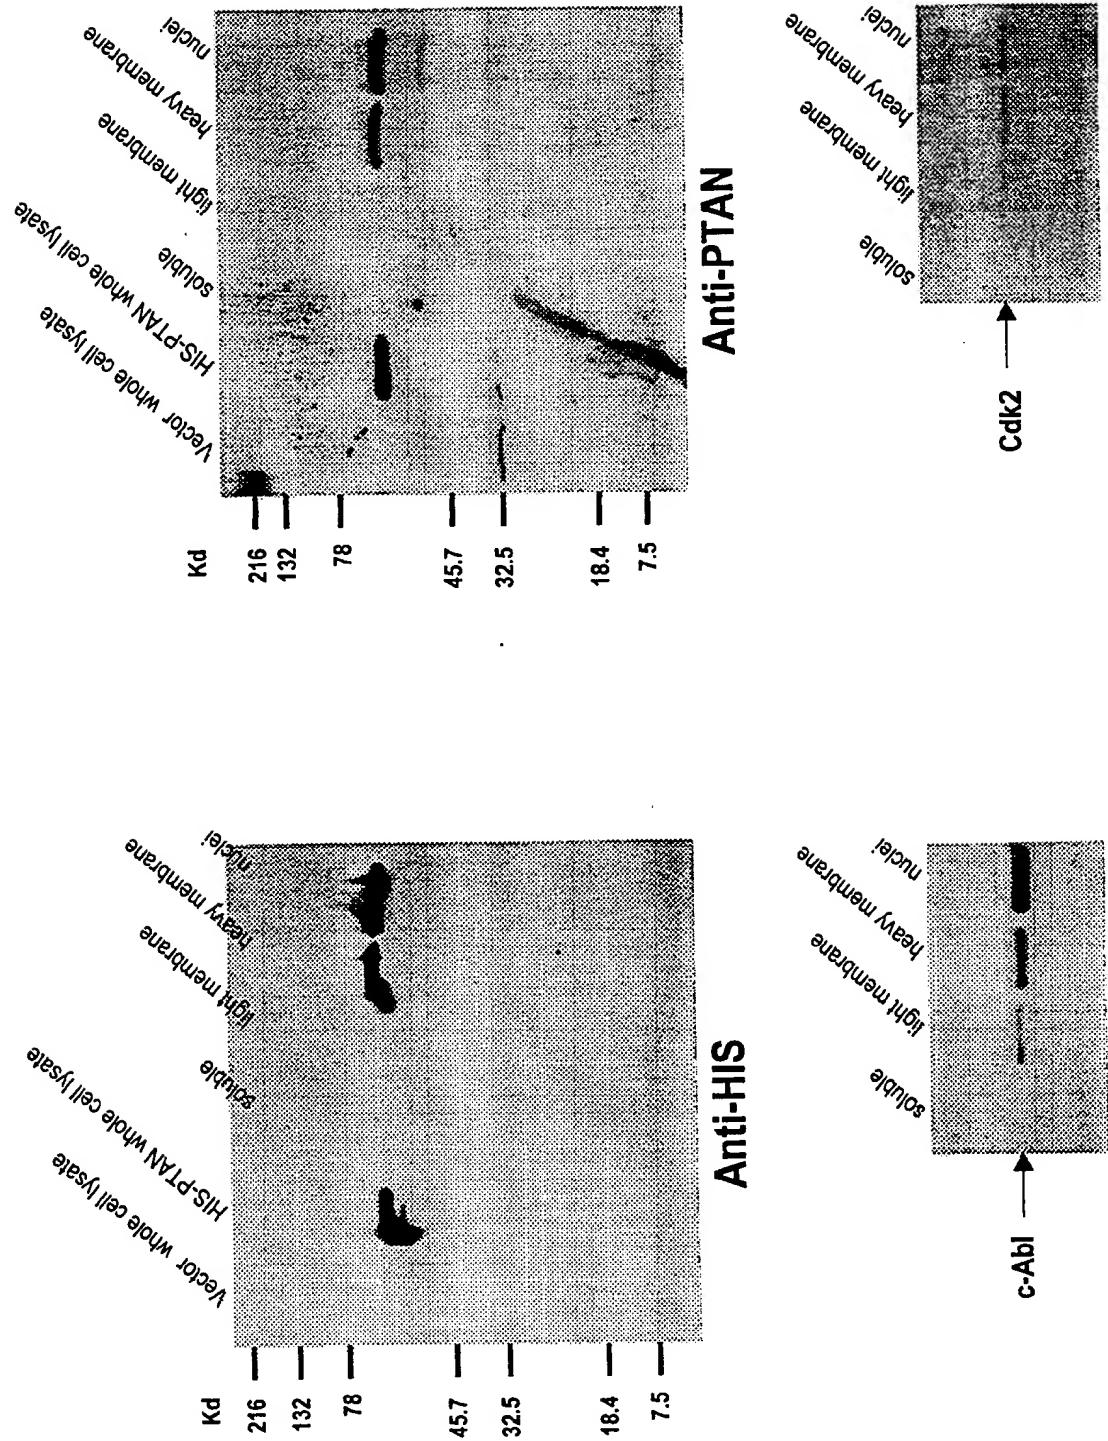 Vector whole cell lysate
HIS-PTAN whole cell lysate
soluble
light membrane
heavy membrane
nuclei
Kd
216
132
78
45.7
32.5
18.4
7.5
Anti-HIS
Vector whole cell lysate
HIS-PTAN whole cell lysate
soluble
light membrane
heavy membrane
nuclei
Kd
216
132
78
45.7
32.5
18.4
7.5
Anti-PTAN
soluble
light membrane
heavy membrane
nuclei
c-Abl
soluble
light membrane
heavy membrane
nuclei
Cdk2